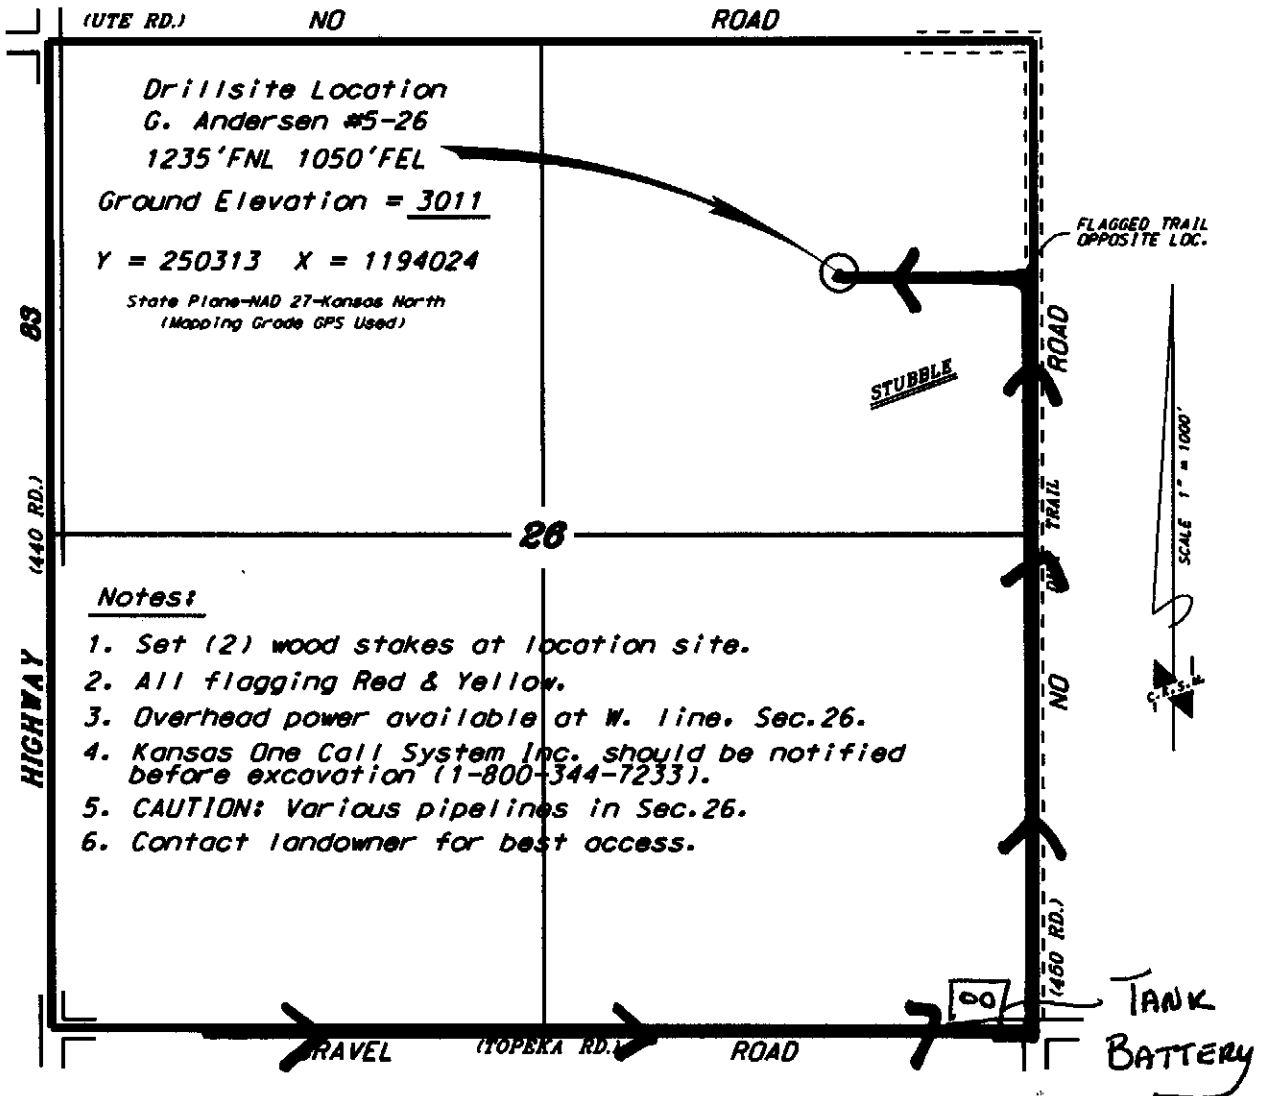 (UTE RD.) NO ROAD
Drillsite Location
G. Andersen #5-26
1235'FNL 1050'FEL
Ground Elevation = 3011
Y = 250313 X = 1194024
State Plane-NAD 27-Kansas North
(Mapping Grade GPS Used)
FLAGGED TRAIL
OPPOSITE LOC.
83
(440 RD.)
HIGHWAY
STUBBLE
ROAD
TRAIL
NO
(460 RD.)
SCALE 1" = 1000'
26
Notes:
1. Set (2) wood stakes at location site.
2. All flagging Red & Yellow.
3. Overhead power available at W. line, Sec.26.
4. Kansas One Call System Inc. should be notified
before excavation (1-800-344-7233).
5. CAUTION: Various pipelines in Sec.26.
6. Contact landowner for best access.
GRAVEL (TOPEKA RD.) ROAD
TANK
BATTERY